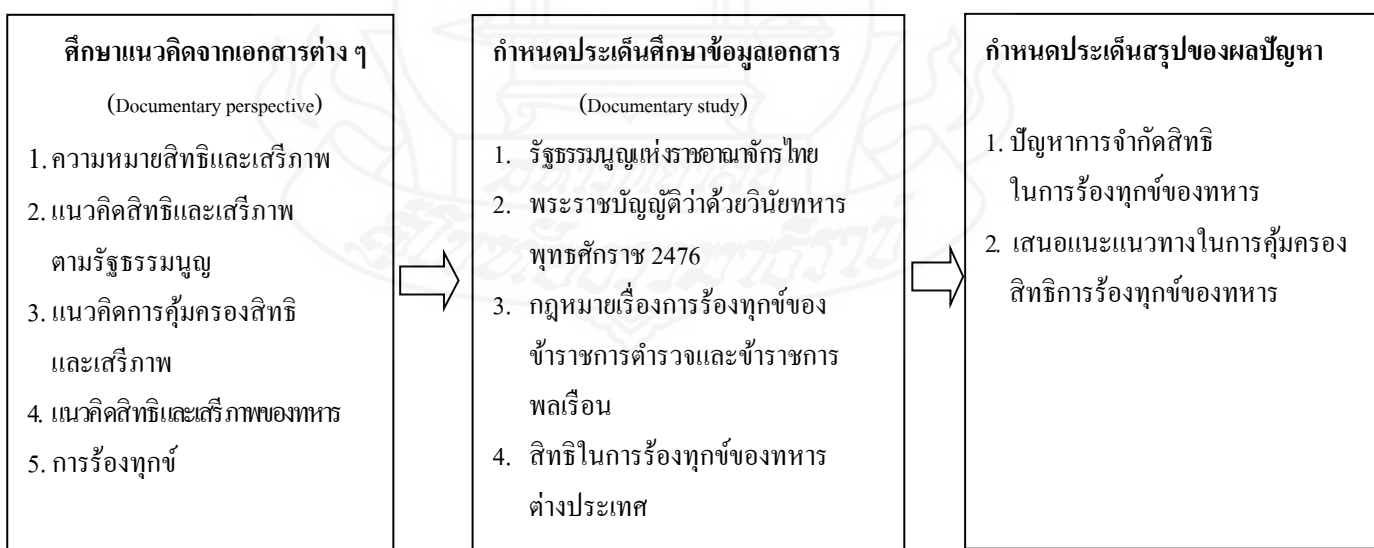 ศึกษาแนวคิดจากเอกสารต่าง ๆ
(Documentary perspective)
1. ความหมายสิทธิและเสรีภาพ
2. แนวคิดสิทธิและเสรีภาพ
ตามรัฐธรรมนูญ
3. แนวคิดการคุ้มครองสิทธิ
และเสรีภาพ
4. แนวคิดสิทธิและเสรีภาพของทหาร
5. การร้องทุกข์
กำหนดประเด็นศึกษาข้อมูลเอกสาร
(Documentary study)
1. รัฐธรรมนูญแห่งราชอาณาจักรไทย
2. พระราชบัญญัติว่าด้วยวินัยทหาร
พุทธศักราช 2476
3. กฎหมายเรื่องการร้องทุกข์ของ
ข้าราชการตำรวจและข้าราชการ
พลเรือน
4. สิทธิในการร้องทุกข์ของทหาร
ต่างประเทศ
กำหนดประเด็นสรุปของผลปัญหา
1. ปัญหาการจำกัดสิทธิ
ในการร้องทุกข์ของทหาร
2. เสนอแนะแนวทางในการคุ้มครอง
สิทธิการร้องทุกข์ของทหาร